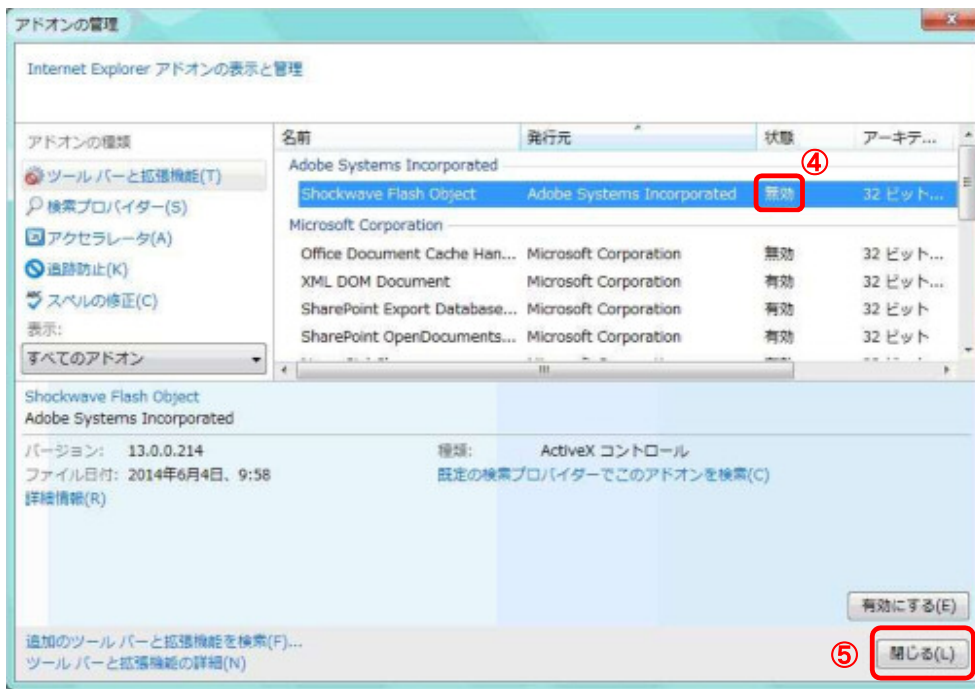 アドオンの管理
Internet Explorer アドオンの表示と管理
アドオンの種類
ツール バーと拡張機能(T)
検索プロバイダー(S)
アクセラレータ(A)
追跡防止(K)
スペルの修正(C)
表示:
すべてのアドオン
名前 発行元 状態 アーキテ...
④
Adobe Systems Incorporated
Shockwave Flash Object Adobe Systems Incorporated 無効 32 ビット...
Microsoft Corporation
Office Document Cache Han... Microsoft Corporation 無効 32 ビット...
XML DOM Document Microsoft Corporation 有効 32 ビット...
SharePoint Export Database... Microsoft Corporation 有効 32 ビット
SharePoint OpenDocuments... Microsoft Corporation 有効 32 ビット
Shockwave Flash Object
Adobe Systems Incorporated
バージョン: 13.0.0.214 種類: ActiveX コントロール
ファイル日付: 2014年6月4日、9:58 既定の検索プロバイダーでこのアドオンを検索(C)
詳細情報(R)
有効にする(E)
追加のツール バーと拡張機能を検索(F)...
ツール バーと拡張機能の詳細(N)
⑤ 閉じる(L)